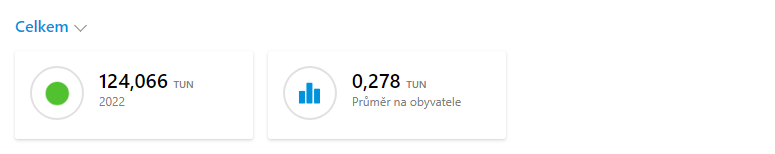 Celkem
124,066 TUN
2022
0,278 TUN
Průměr na obyvatele